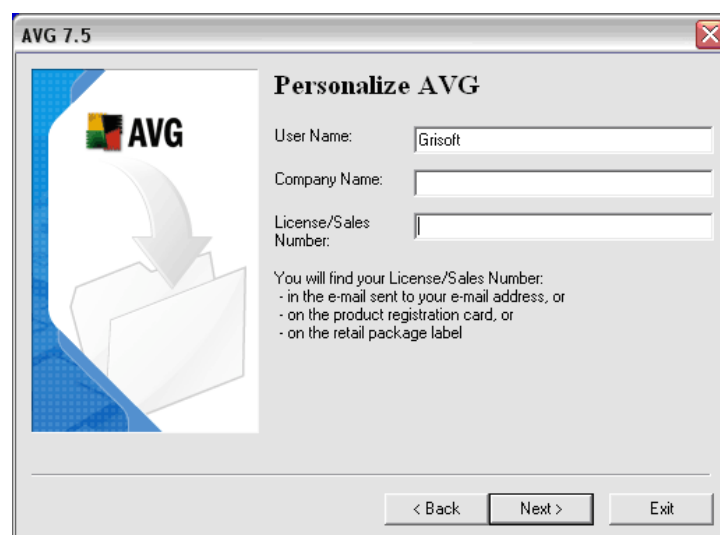 AVG 7.5
AVG
Personalize AVG
User Name:
Grisoft
Company Name:
License/Sales
Number:
You will find your License/Sales Number:
- in the e-mail sent to your e-mail address, or
- on the product registration card, or
- on the retail package label
< Back
Next >
Exit